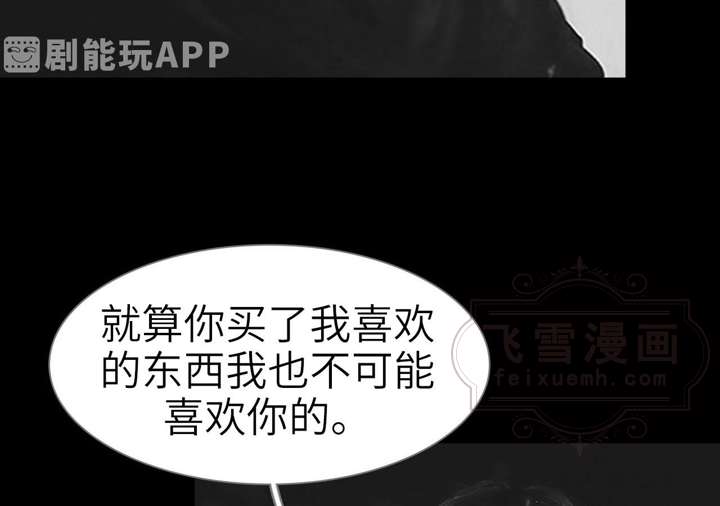 剧能玩APP
就算你买了我喜欢
的东西我也不可能
喜欢你的。
飞雪漫画
feixuemh.com